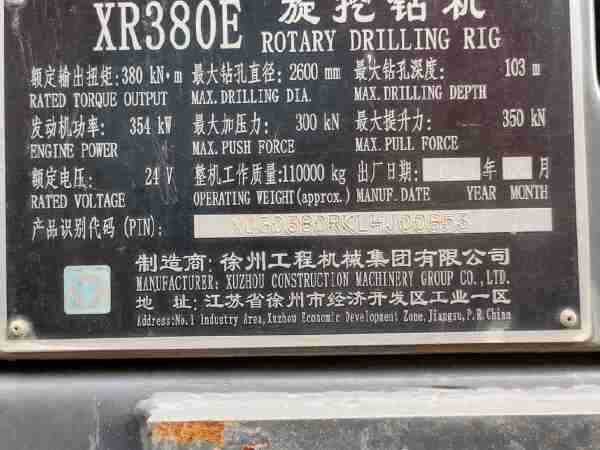 XR380E 旋挖钻机
ROTARY DRILLING RIG
额定输出扭矩:380 kN·m 最大钻孔直径: 2600 mm 最大钻孔深度: 103 m
RATED TORQUE OUTPUT MAX.DRILLING DIA. MAX.DRILLING DEPTH
发动机功率: 354 kW 最大加压力: 300 kN 最大提升力: 350 kN
ENGINE POWER MAX.PUSH FORCE MAX.PULL FORCE
额定电压: 24 V 整机工作质量:110000 kg 出厂日期: 年 月
RATED VOLTAGE OPERATING WEIGHT(approx.) MANUF.DATE YEAR MONTH
产品识别代码 (PIN):
制造商: 徐州工程机械集团有限公司
MANUFACTURER: XUZHOU CONSTRUCTION MACHINERY GROUP CO., LTD.
地 址: 江苏省徐州市经济开发区工业一区
Address:No.1 Industry Area,Xuzhou Economic Development Zone,Jiangsu,P.R.China